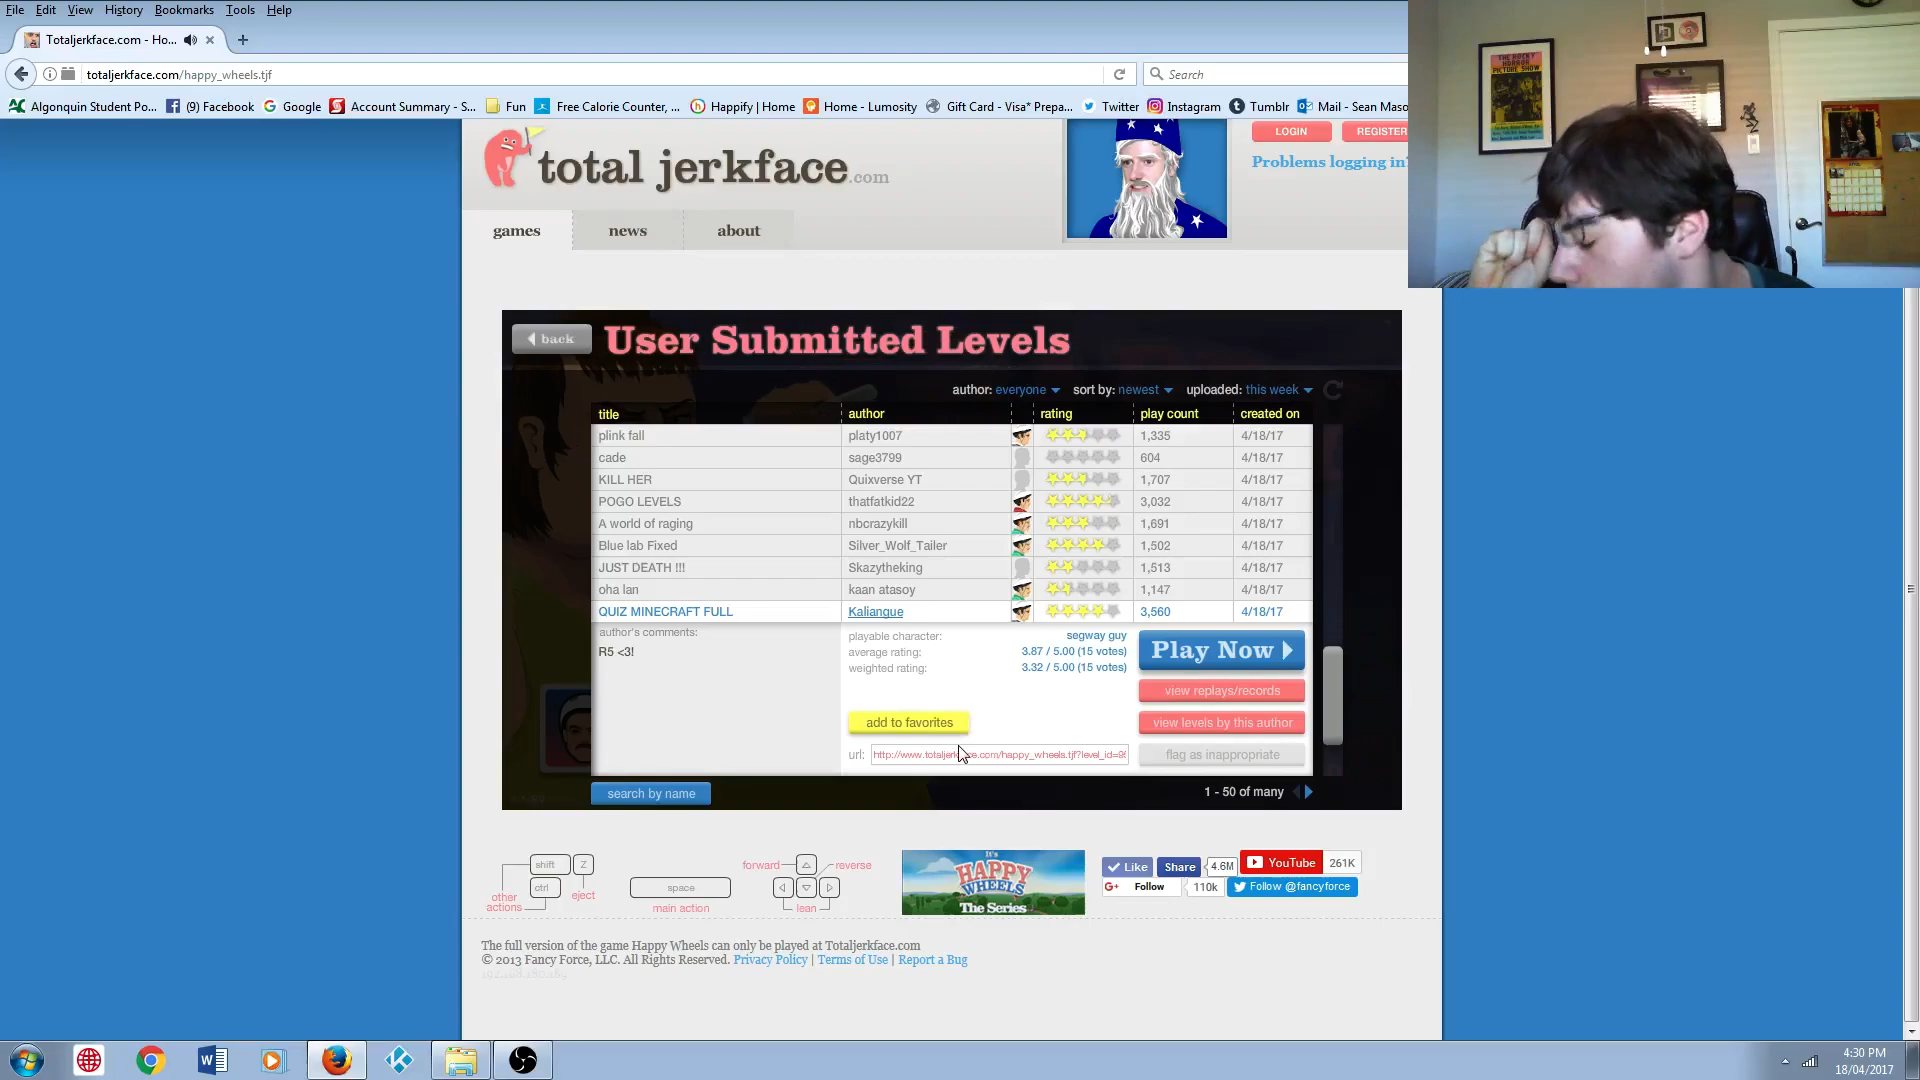 File Edit View History Bookmarks Tools Help
Totaljerkface.com - Ho...
totaljerkface.com/happy_wheels.tjf
Search
Algonquin Student Po... (9) Facebook Google Account Summary - S... Fun Free Calorie Counter, ... Happify | Home Home - Lumosity Gift Card - Visa* Prepa... Twitter Instagram Tumblr Mail - Sean Maso
THE ROCKY HORROR PICTURE SHOW
total jerkface.com
LOGIN REGISTER
Problems logging in?
games news about
back User Submitted Levels
author: everyone sort by: newest uploaded: this week
title author rating play count created on
plink fall platy1007 1,335 4/18/17
cade sage3799 604 4/18/17
KILL HER Quixverse YT 1,707 4/18/17
POGO LEVELS thatfatkid22 3,032 4/18/17
A world of raging nbcrazykill 1,691 4/18/17
Blue lab Fixed Silver_Wolf_Tailer 1,502 4/18/17
JUST DEATH !!! Skazytheking 1,513 4/18/17
oha lan kaan atasoy 1,147 4/18/17
QUIZ MINECRAFT FULL Kaliangue 3,560 4/18/17
author's comments:
R5 <3!
playable character: segway guy
average rating: 3.87 / 5.00 (15 votes)
weighted rating: 3.32 / 5.00 (15 votes)
Play Now
view replays/records
add to favorites
view levels by this author
url:
flag as inappropriate
search by name
1 - 50 of many
shift Z
ctrl
other actions
eject
space
main action
forward reverse
lean
It's HAPPY WHEELS The Series
Like Share 4.6M YouTube 261K
G+ Follow 110k Follow @fancyforce
The full version of the game Happy Wheels can only be played at Totaljerkface.com
© 2013 Fancy Force, LLC. All Rights Reserved. Privacy Policy | Terms of Use | Report a Bug
4:30 PM
18/04/2017